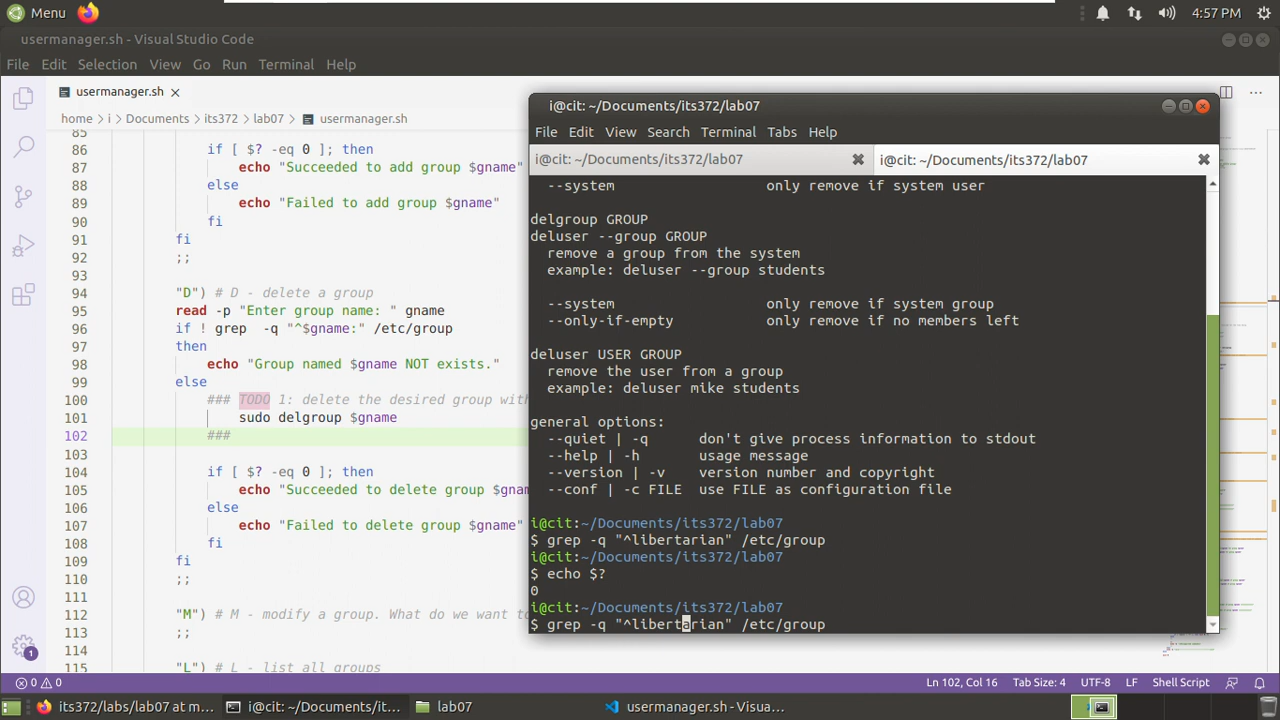 Menu 4:57 PM
usermanager.sh - Visual Studio Code
File Edit Selection View Go Run Terminal Help
usermanager.sh
home > i > Documents > its372 > lab07 > usermanager.sh
85
86 if [ $? -eq 0 ]; then
87 echo "Succeeded to add group $gname"
88 else
89 echo "Failed to add group $gname"
90 fi
91 fi
92 ;;
93
94 "D") # D - delete a group
95 read -p "Enter group name: " gname
96 if ! grep  -q "^$gname:" /etc/group
97 then
98 echo "Group named $gname NOT exists."
99 else
100 ### TODO 1: delete the desired group with
101 sudo delgroup $gname
102 ###
103
104 if [ $? -eq 0 ]; then
105 echo "Succeeded to delete group $gnam
106 else
107 echo "Failed to delete group $gname"
108 fi
109 fi
110 ;;
111
112 "M") # M - modify a group. What do we want to
113 ;;
114
115 "L") # L - list all groups
i@cit: ~/Documents/its372/lab07
File Edit View Search Terminal Tabs Help
i@cit: ~/Documents/its372/lab07 i@cit: ~/Documents/its372/lab07
--system only remove if system user
delgroup GROUP
deluser --group GROUP
remove a group from the system
example: deluser --group students
--system only remove if system group
--only-if-empty only remove if no members left
deluser USER GROUP
remove the user from a group
example: deluser mike students
general options:
--quiet | -q don't give process information to stdout
--help | -h usage message
--version | -v version number and copyright
--conf | -c FILE use FILE as configuration file
i@cit:~/Documents/its372/lab07
$ grep -q "^libertarian" /etc/group
i@cit:~/Documents/its372/lab07
$ echo $?
0
i@cit:~/Documents/its372/lab07
$ grep -q "^libertarian" /etc/group
0 0 Ln 102, Col 16 Tab Size: 4 UTF-8 LF Shell Script
1
its372/labs/lab07 at m... i@cit: ~/Documents/it... lab07 usermanager.sh - Visua...